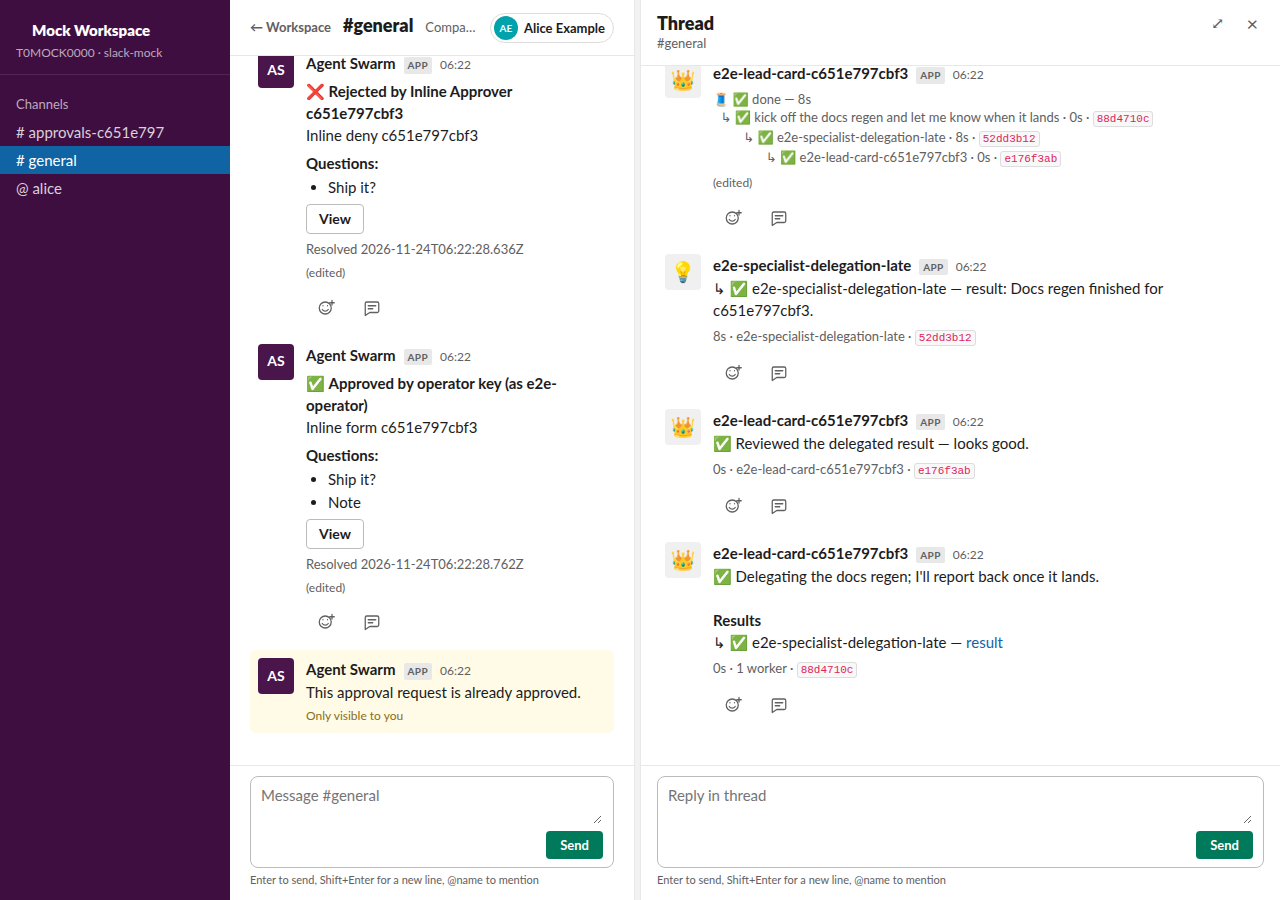 Mock Workspace
T0MOCK0000 · slack-mock
Channels
# approvals-c651e797
# general
@ alice
← Workspace #general Compa... AE Alice Example
AS Agent Swarm APP 06:22
❌ Rejected by Inline Approver
c651e797cbf3
Inline deny c651e797cbf3
Questions:
• Ship it?
View
Resolved 2026-11-24T06:22:28.636Z
(edited)
AS Agent Swarm APP 06:22
✅ Approved by operator key (as e2e-
operator)
Inline form c651e797cbf3
Questions:
• Ship it?
• Note
View
Resolved 2026-11-24T06:22:28.762Z
(edited)
AS Agent Swarm APP 06:22
This approval request is already approved.
Only visible to you
Message #general
Send
Enter to send, Shift+Enter for a new line, @name to mention
Thread
#general
e2e-lead-card-c651e797cbf3 APP 06:22
🧵 ✅ done — 8s
↳ ✅ kick off the docs regen and let me know when it lands · 0s · 88d4710c
↳ ✅ e2e-specialist-delegation-late · 8s · 52dd3b12
↳ ✅ e2e-lead-card-c651e797cbf3 · 0s · e176f3ab
(edited)
e2e-specialist-delegation-late APP 06:22
↳ ✅ e2e-specialist-delegation-late — result: Docs regen finished for
c651e797cbf3.
8s · e2e-specialist-delegation-late · 52dd3b12
e2e-lead-card-c651e797cbf3 APP 06:22
✅ Reviewed the delegated result — looks good.
0s · e2e-lead-card-c651e797cbf3 · e176f3ab
e2e-lead-card-c651e797cbf3 APP 06:22
✅ Delegating the docs regen; I'll report back once it lands.
Results
↳ ✅ e2e-specialist-delegation-late — result
0s · 1 worker · 88d4710c
Reply in thread
Send
Enter to send, Shift+Enter for a new line, @name to mention